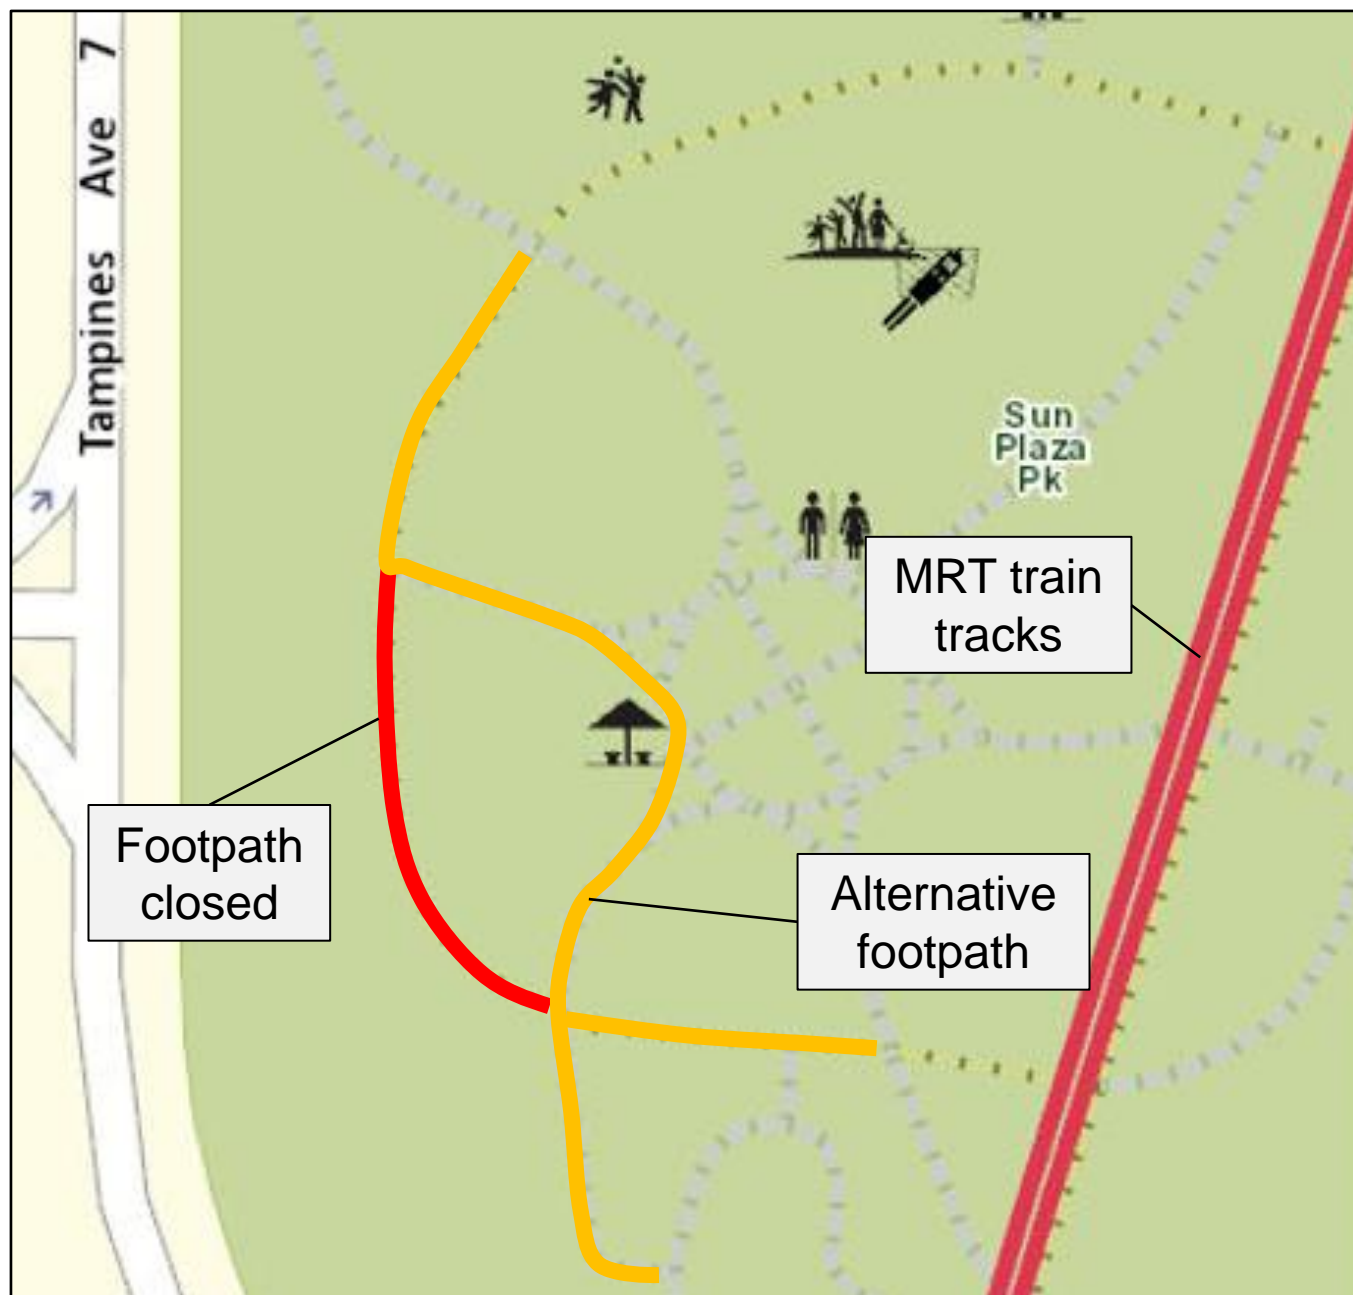 Tampines Ave 7
Sun
Plaza
Pk
MRT train
tracks
Footpath
closed
Alternative
footpath